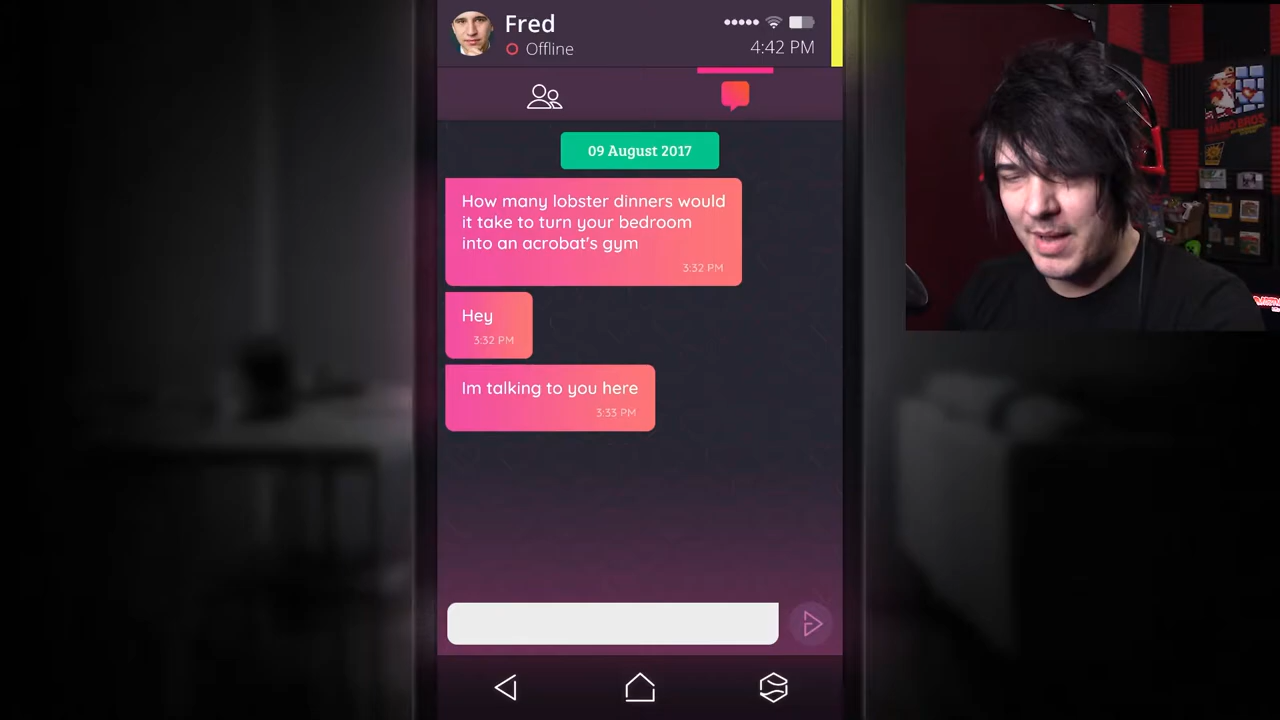 Fred
Offline
4:42 PM
09 August 2017
How many lobster dinners would
it take to turn your bedroom
into an acrobat's gym
3:32 PM
Hey
3:32 PM
Im talking to you here
3:33 PM
MARIO BROS.